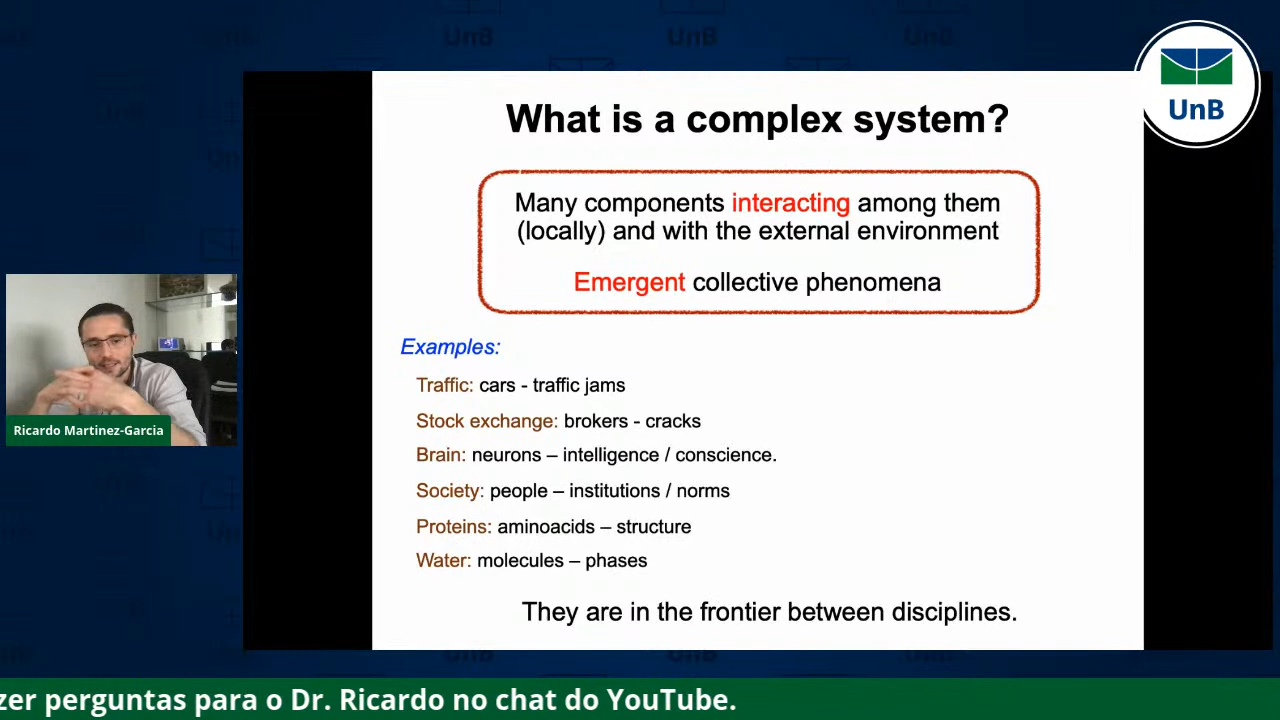 UnB
What is a complex system?
Many components interacting among them
(locally) and with the external environment
Emergent collective phenomena
Examples:
Traffic: cars - traffic jams
Stock exchange: brokers - cracks
Brain: neurons – intelligence / conscience.
Society: people – institutions / norms
Proteins: aminoacids – structure
Water: molecules – phases
They are in the frontier between disciplines.
Ricardo Martinez-Garcia
zer perguntas para o Dr. Ricardo no chat do YouTube.